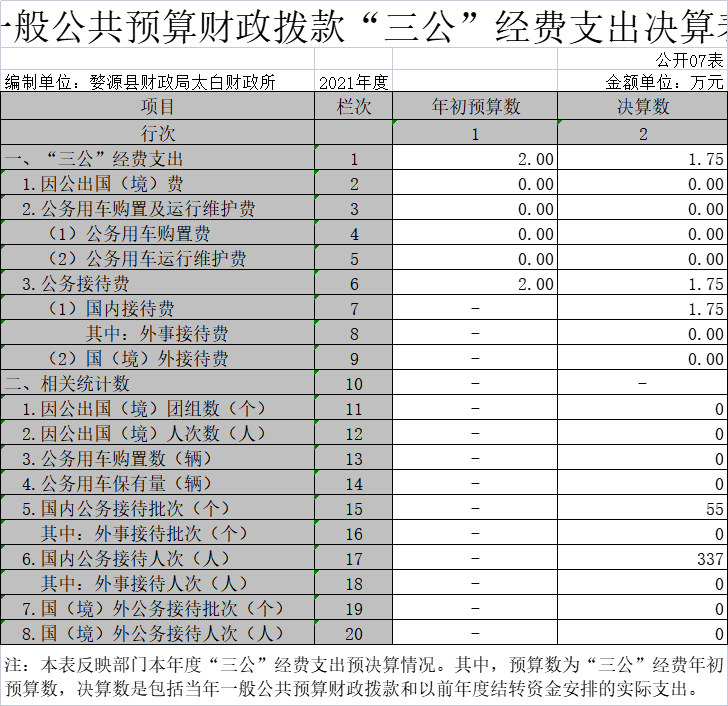 一般公共预算财政拨款“三公”经费支出决算表
公开07表
编制单位：婺源县财政局太白财政所 2021年度 金额单位：万元
项目 栏次 年初预算数 决算数
行次 1 2
一、“三公”经费支出 1 2.00 1.75
1.因公出国（境）费 2 0.00 0.00
2.公务用车购置及运行维护费 3 0.00 0.00
（1）公务用车购置费 4 0.00 0.00
（2）公务用车运行维护费 5 0.00 0.00
3.公务接待费 6 2.00 1.75
（1）国内接待费 7 - 1.75
其中：外事接待费 8 - 0.00
（2）国（境）外接待费 9 - 0.00
二、相关统计数 10 - -
1.因公出国（境）团组数（个） 11 - 0
2.因公出国（境）人次数（人） 12 - 0
3.公务用车购置数（辆） 13 - 0
4.公务用车保有量（辆） 14 - 0
5.国内公务接待批次（个） 15 - 55
其中：外事接待批次（个） 16 - 0
6.国内公务接待人次（人） 17 - 337
其中：外事接待人次（人） 18 - 0
7.国（境）外公务接待批次（个） 19 - 0
8.国（境）外公务接待人次（人） 20 - 0
注：本表反映部门本年度“三公”经费支出预决算情况。其中，预算数为“三公”经费年初
预算数，决算数是包括当年一般公共预算财政拨款和以前年度结转资金安排的实际支出。